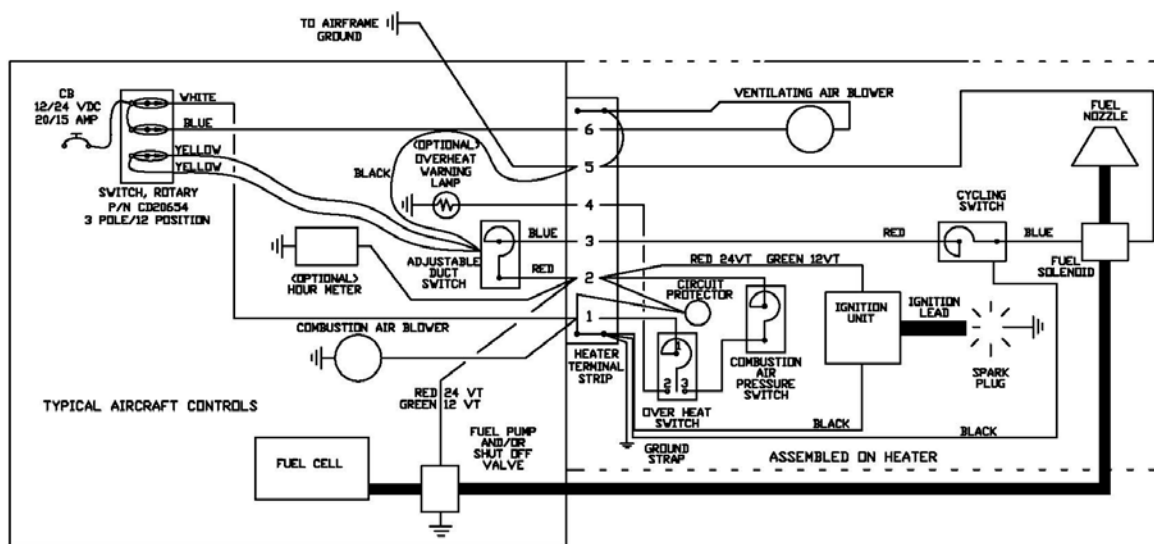 TO AIRFRAME
GROUND
CB
12/24 VDC
20/15 AMP
WHITE
BLUE
YELLOW
YELLOW
SWITCH, ROTARY
P/N CD20654
3 POLE/12 POSITION
BLACK
(OPTIONAL)
OVERHEAT
WARNING
LAMP
(OPTIONAL)
HOUR METER
ADJUSTABLE
DUCT
SWITCH
BLUE
RED
COMBUSTION AIR BLOWER
RED 24 VT
GREEN 12 VT
TYPICAL AIRCRAFT CONTROLS
FUEL CELL
FUEL PUMP
AND/OR
SHUT OFF
VALVE
6
5
4
3
2
1
HEATER
TERMINAL
STRIP
VENTILATING AIR BLOWER
FUEL
NOZZLE
CYCLING
SWITCH
RED
BLUE
FUEL
SOLENOID
RED 24VT GREEN 12VT
CIRCUIT
PROTECTOR
IGNITION
UNIT
IGNITION
LEAD
SPARK
PLUG
1
2 3
OVER HEAT
SWITCH
COMBUSTION
AIR
PRESSURE
SWITCH
BLACK
BLACK
GROUND
STRAP
ASSEMBLED ON HEATER